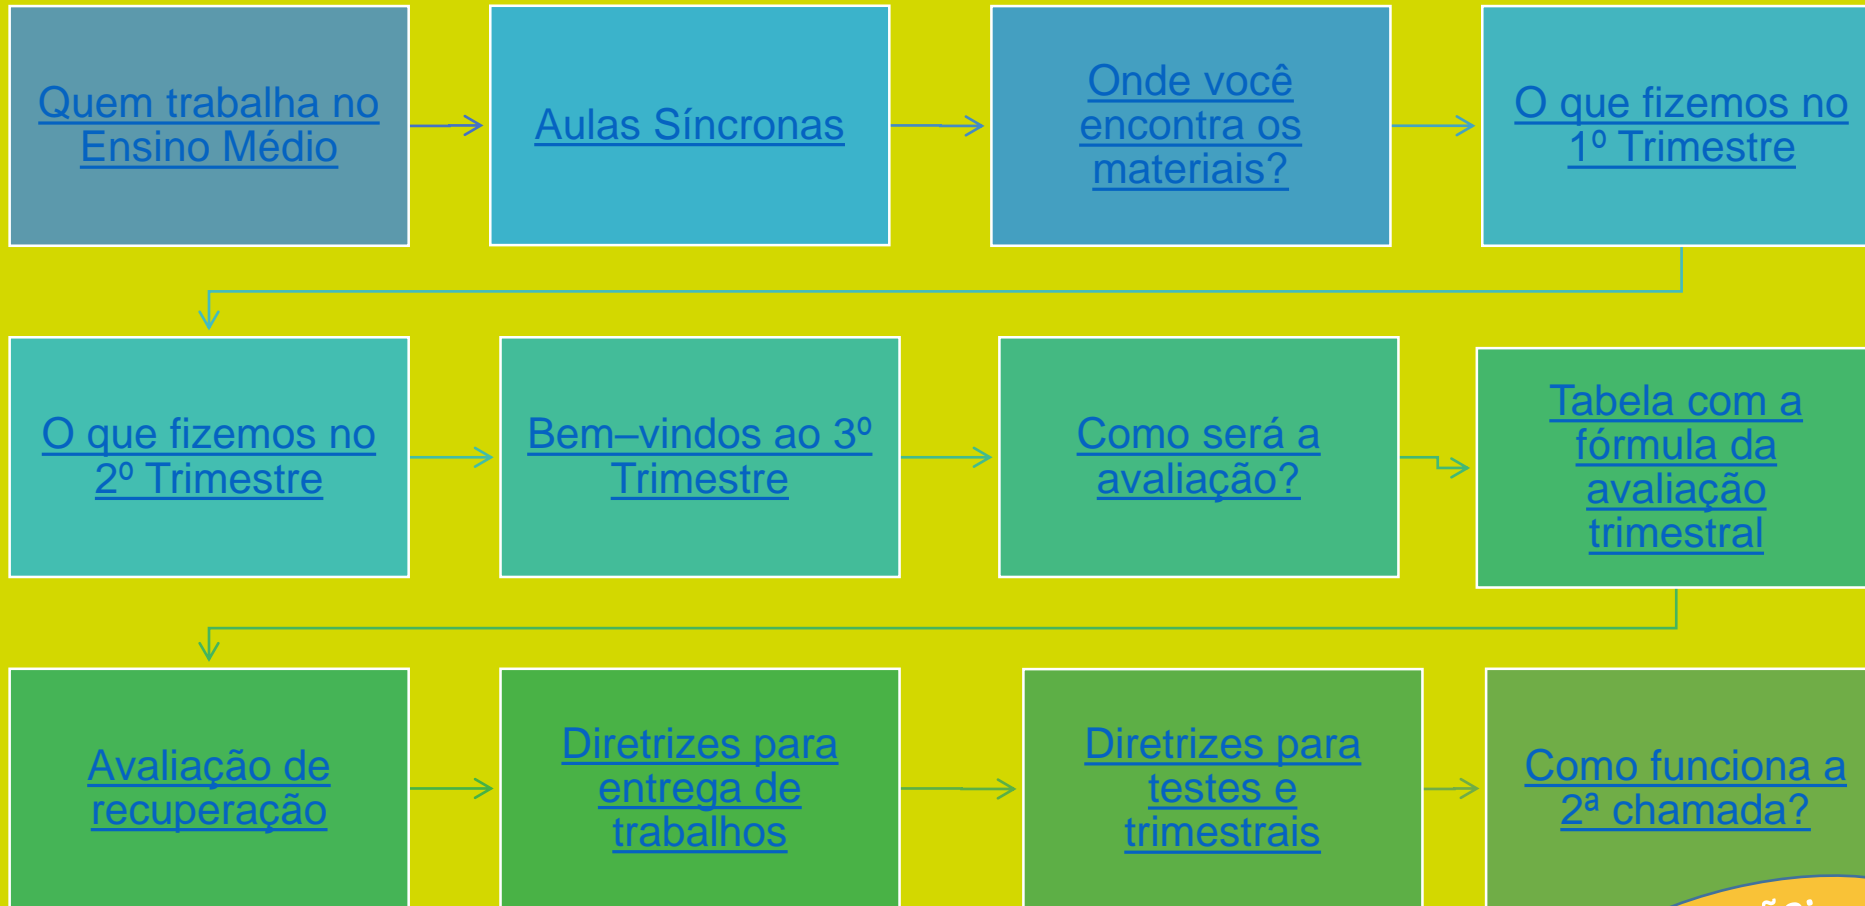 Quem trabalha no
Ensino Médio
Aulas Síncronas
Onde você
encontra os
materiais?
O que fizemos no
1º Trimestre
O que fizemos no
2º Trimestre
Bem–vindos ao 3º
Trimestre
Como será a
avaliação?
Tabela com a
fórmula da
avaliação
trimestral
Avaliação de
recuperação
Diretrizes para
entrega de
trabalhos
Diretrizes para
testes e
trimestrais
Como funciona a
2ª chamada?